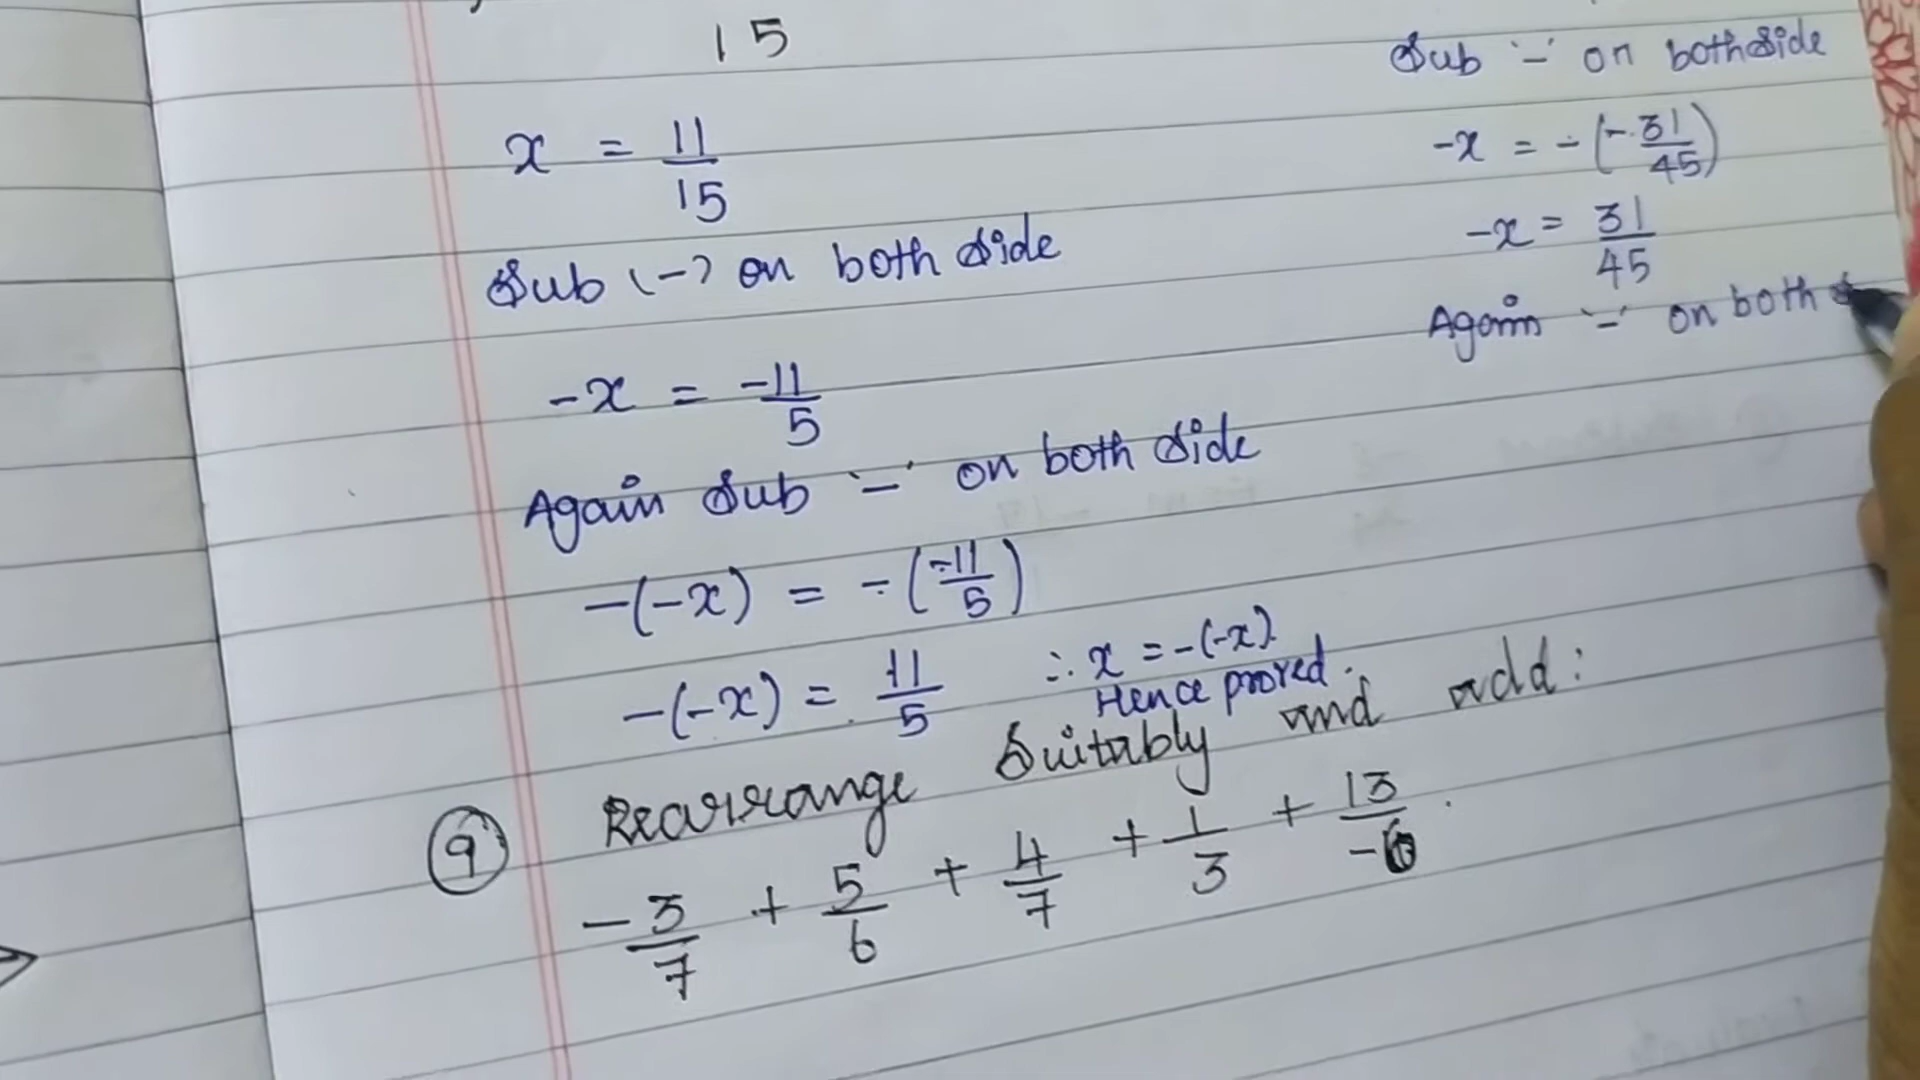 15
x = 11/15
Sub (-) on both side
-x = -11/5
Again Sub '-' on both side
-(-x) = -(-11/5)
-(-x) = 11/5 ∴ x = -(-x).
Hence proved.
Sub '-' on bothside
-x = -(-31/45)
-x = 31/45
Again '-' on both
9 Rearrange Suitably and add:
-3/7 + 5/6 + 4/7 + 1/3 + 13/-6